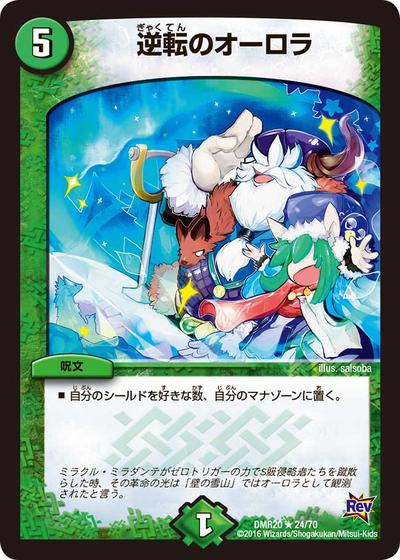 5
ぎゃくてん
逆転のオーロラ
illus. salsoba
呪文
じぶん すき かず じぶん お
■ 自分のシールドを好きな数、自分のマナゾーンに置く。
ミラクル・ミラダンテがゼロトリガーの力でS級侵略者たちを蹴散
らした時、その革命の光は「壁の雪山」ではオーロラとして観測
されたと言う。
1
Rev
DMR20 ★ 24/70
©2016 Wizards/Shogakukan/Mitsui-Kids